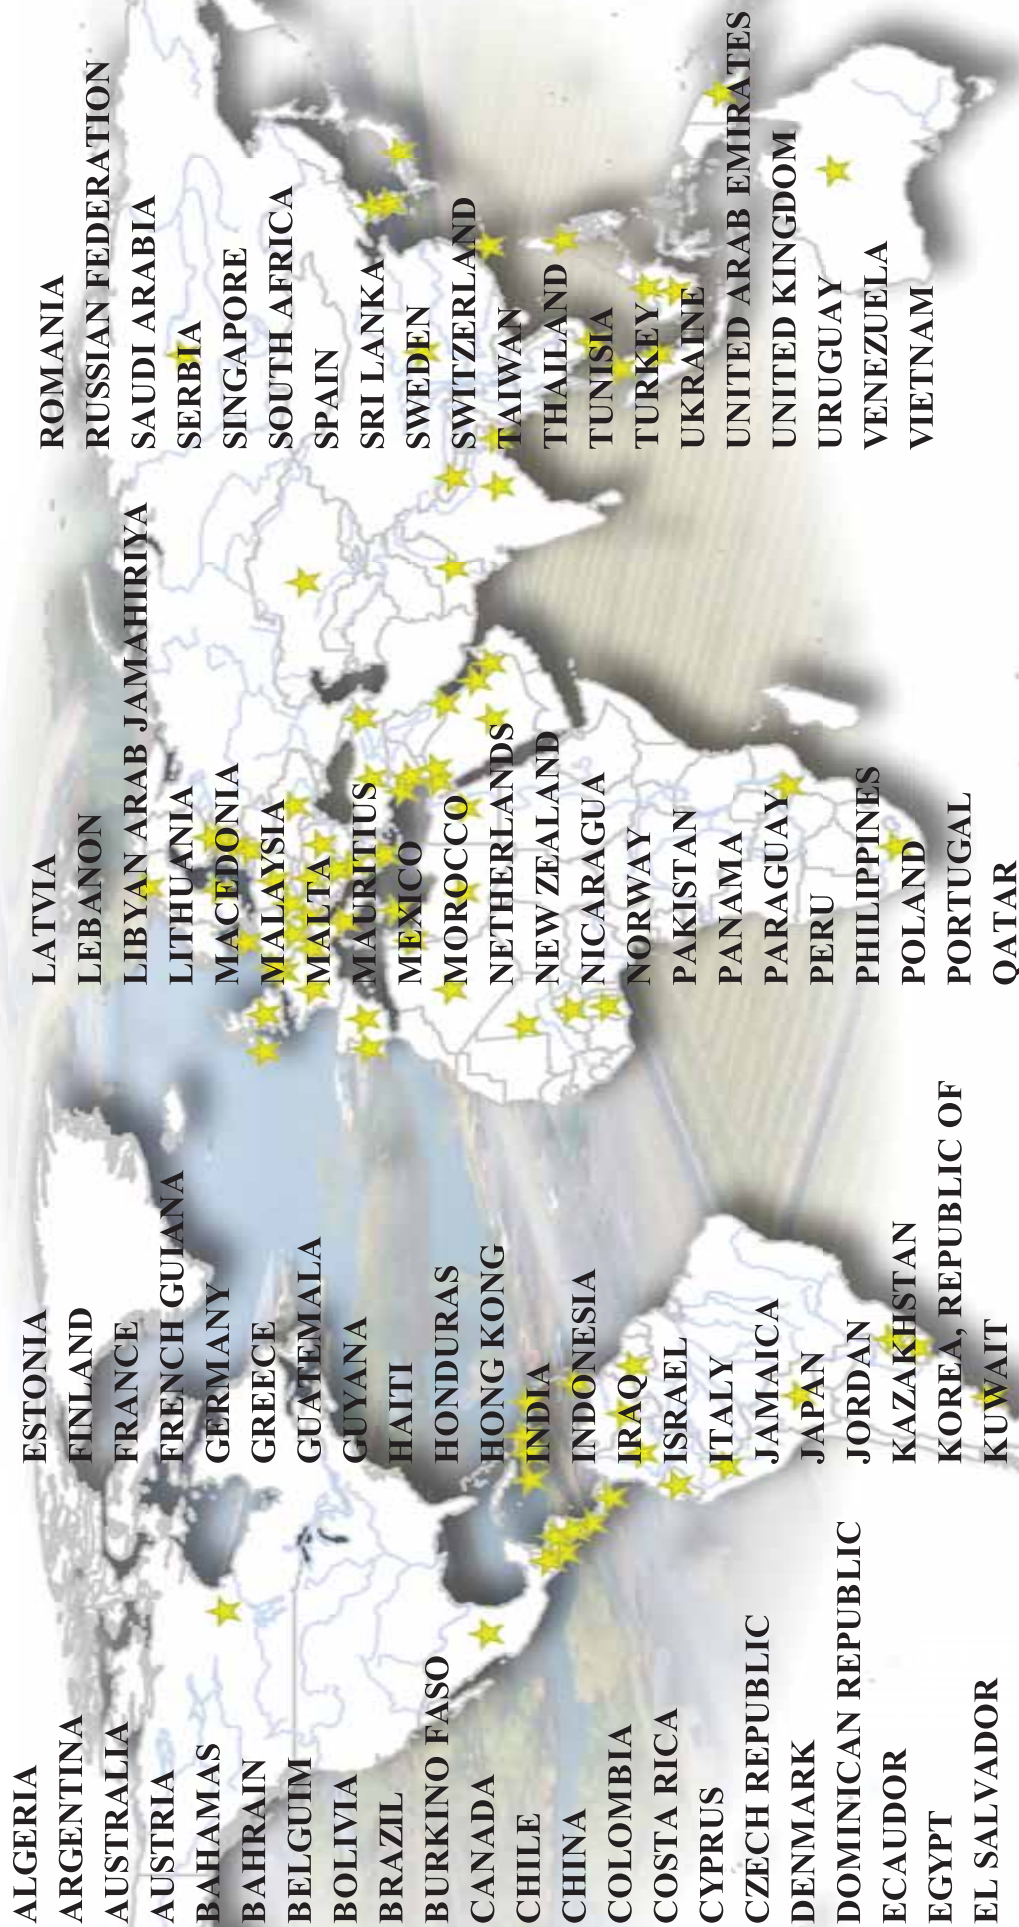 ALGERIA
ARGENTINA
AUSTRALIA
AUSTRIA
BAHAMAS
BAHRAIN
BELGUIM
BOLIVIA
BRAZIL
BURKINO FASO
CANADA
CHILE
CHINA
COLOMBIA
COSTA RICA
CYPRUS
CZECH REPUBLIC
DENMARK
DOMINICAN REPUBLIC
ECAUDOR
EGYPT
EL SALVADOR
ESTONIA
FINLAND
FRANCE
FRENCH GUIANA
GERMANY
GREECE
GUATEMALA
GUYANA
HAITI
HONDURAS
HONG KONG
INDIA
INDONESIA
IRAQ
ISRAEL
ITALY
JAMAICA
JAPAN
JORDAN
KAZAKHSTAN
KOREA, REPUBLIC OF
KUWAIT
LATVIA
LEBANON
LIBYAN ARAB JAMAHIRIYA
LITHUANIA
MACEDONIA
MALAYSIA
MALTA
MAURITIUS
MEXICO
MOROCCO
NETHERLANDS
NEW ZEALAND
NICARAGUA
NORWAY
PAKISTAN
PANAMA
PARAGUAY
PERU
PHILIPPINES
POLAND
PORTUGAL
QATAR
ROMANIA
RUSSIAN FEDERATION
SAUDI ARABIA
SERBIA
SINGAPORE
SOUTH AFRICA
SPAIN
SRI LANKA
SWEDEN
SWITZERLAND
TAIWAN
THAILAND
TUNISIA
TURKEY
UKRAINE
UNITED ARAB EMIRATES
UNITED KINGDOM
URUGUAY
VENEZUELA
VIETNAM